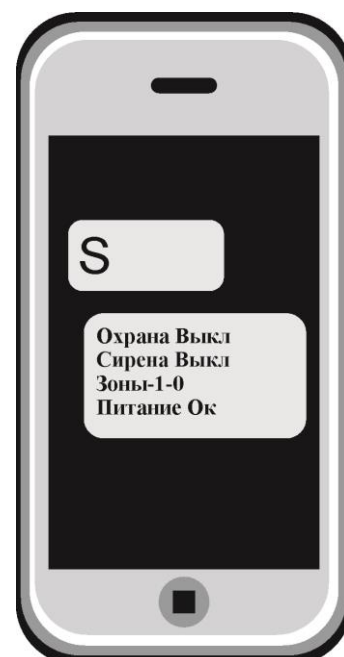 S
Охрана Выкл
Сирена Выкл
Зоны-1-0
Питание Ок